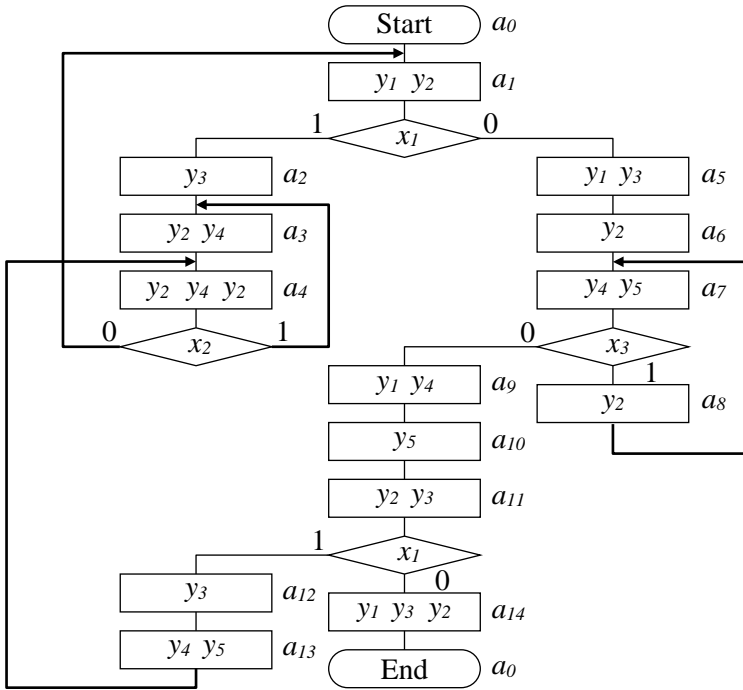 Start a0
y1 y2 a1
1 x1 0
y3 a2
y1 y3 a5
y2 y4 a3
y2 a6
y2 y4 y2 a4
y4 y5 a7
0 x2 1
0 x3
1
y1 y4 a9
y2 a8
y5 a10
y2 y3 a11
1 x1
0
y3 a12
y1 y3 y2 a14
y4 y5 a13
End a0